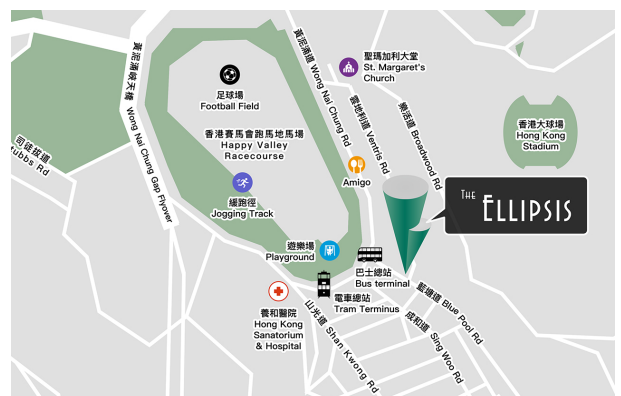 黃泥涌峽天橋 Wong Nai Chung Gap Flyover
司徒拔道
tubbs Rd
足球場
Football Field
香港賽馬會跑馬地馬場
Happy Valley
Racecourse
緩跑徑
Jogging Track
遊樂場
Playground
黃泥涌道 Wong Nai Chung Rd
聖瑪加利大堂
St. Margaret's
Church
雲地利道 Ventris Rd
樂活道 Broadwood Rd
香港大球場
Hong Kong
Stadium
Amigo
THE ELLIPSIS
巴士總站
Bus terminal
電車總站
Tram Terminus
養和醫院
Hong Kong
Sanatorium
& Hospital
山光道 Shan Kwong Rd
成和道 Sing Woo Rd
藍塘道 Blue Pool Rd